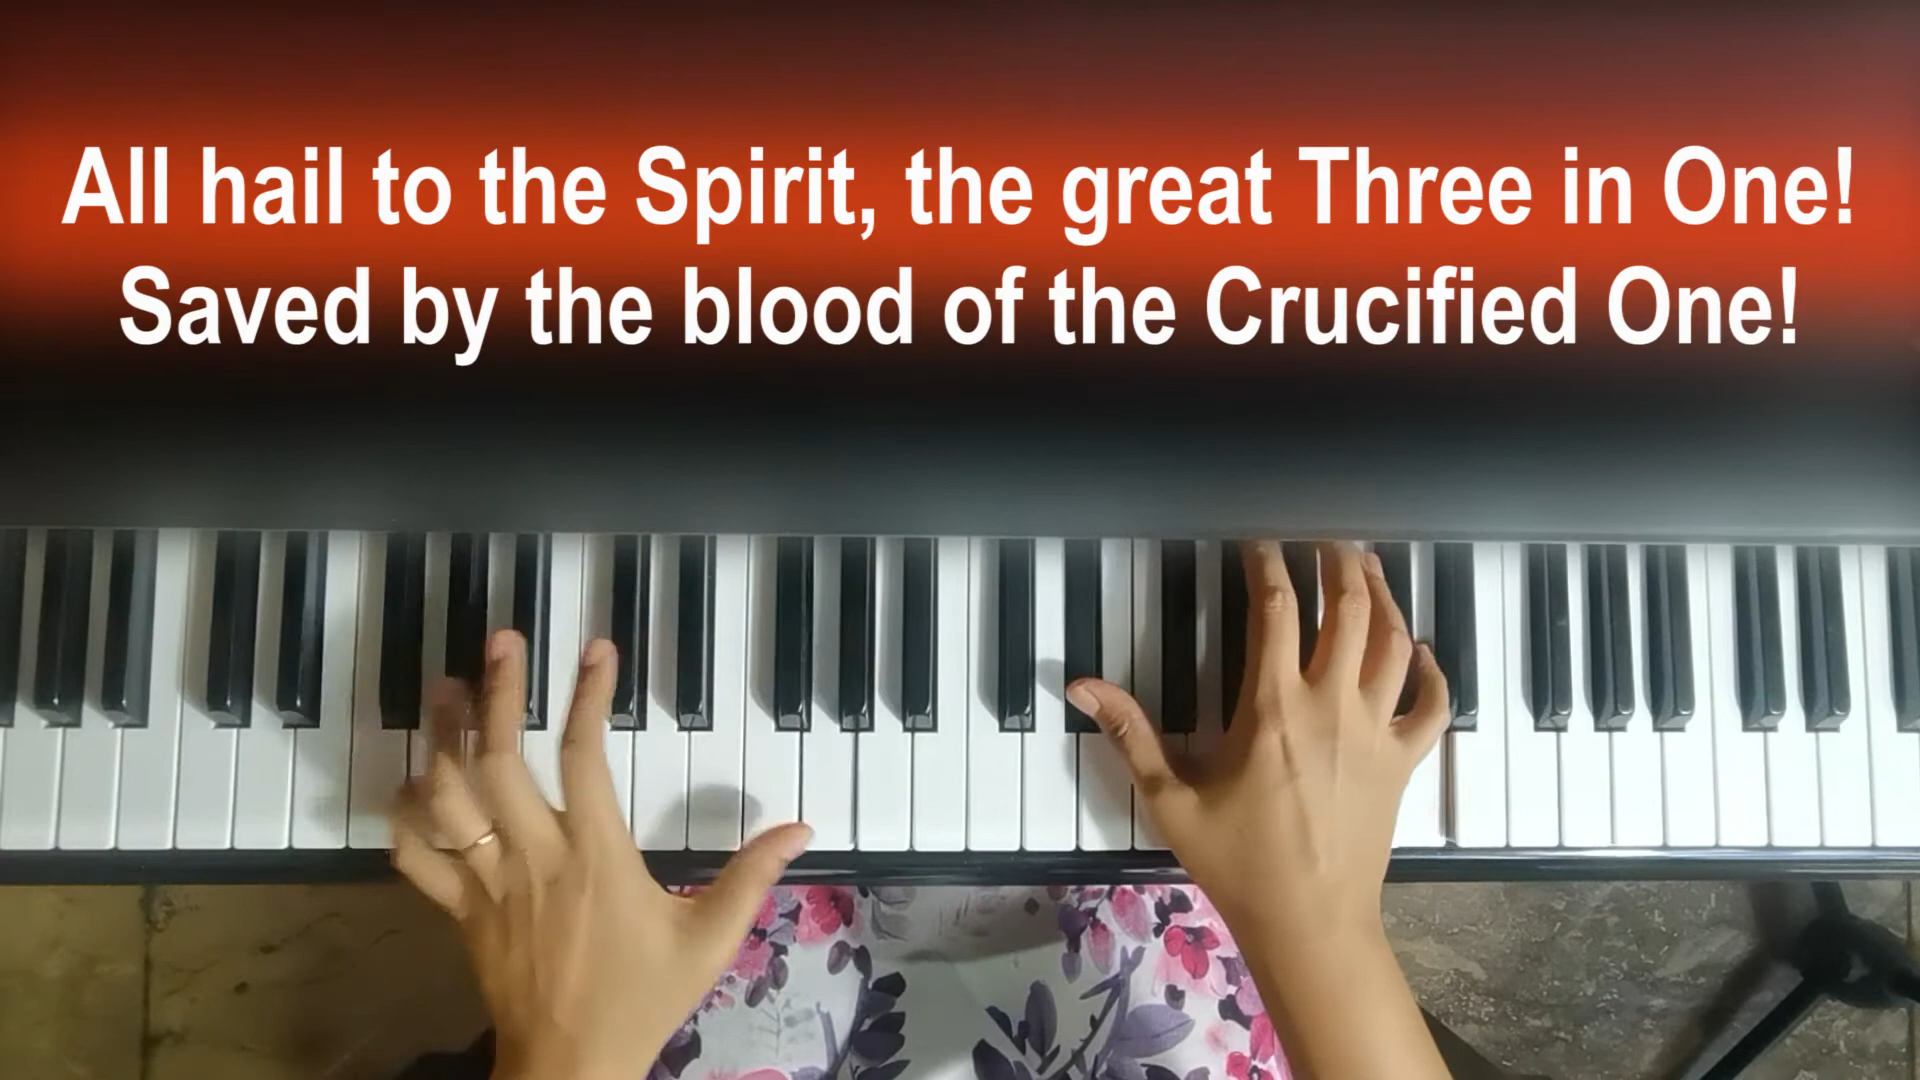 All hail to the Spirit, the great Three in One!
Saved by the blood of the Crucified One!